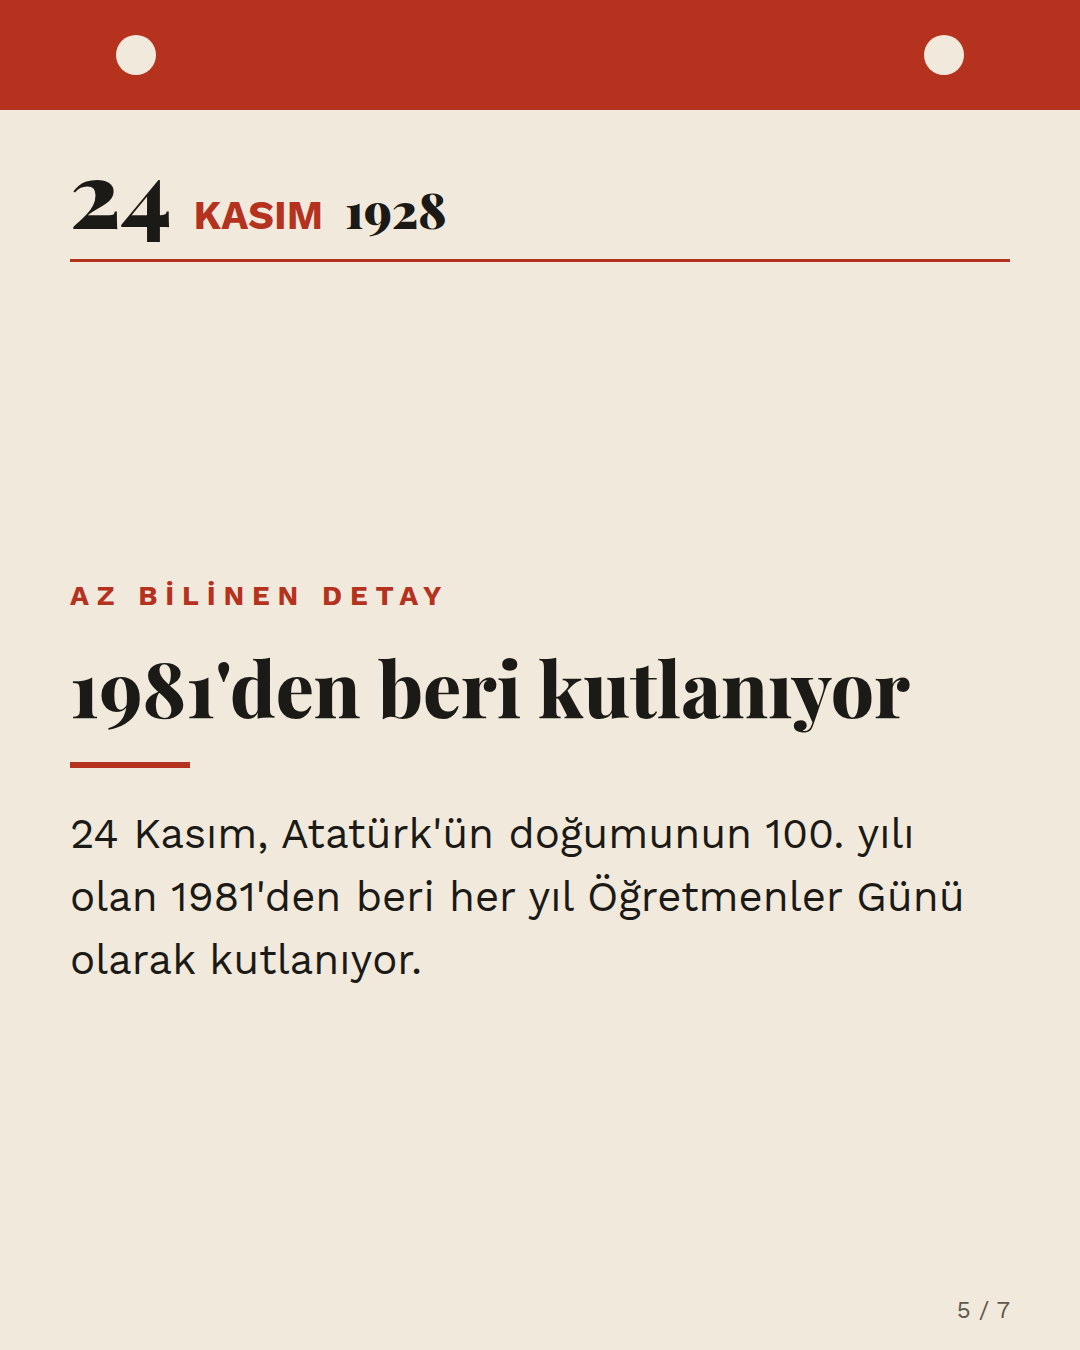 24 KASIM 1928
AZ BİLİNEN DETAY
1981'den beri kutlanıyor
24 Kasım, Atatürk'ün doğumunun 100. yılı
olan 1981'den beri her yıl Öğretmenler Günü
olarak kutlanıyor.
5 / 7